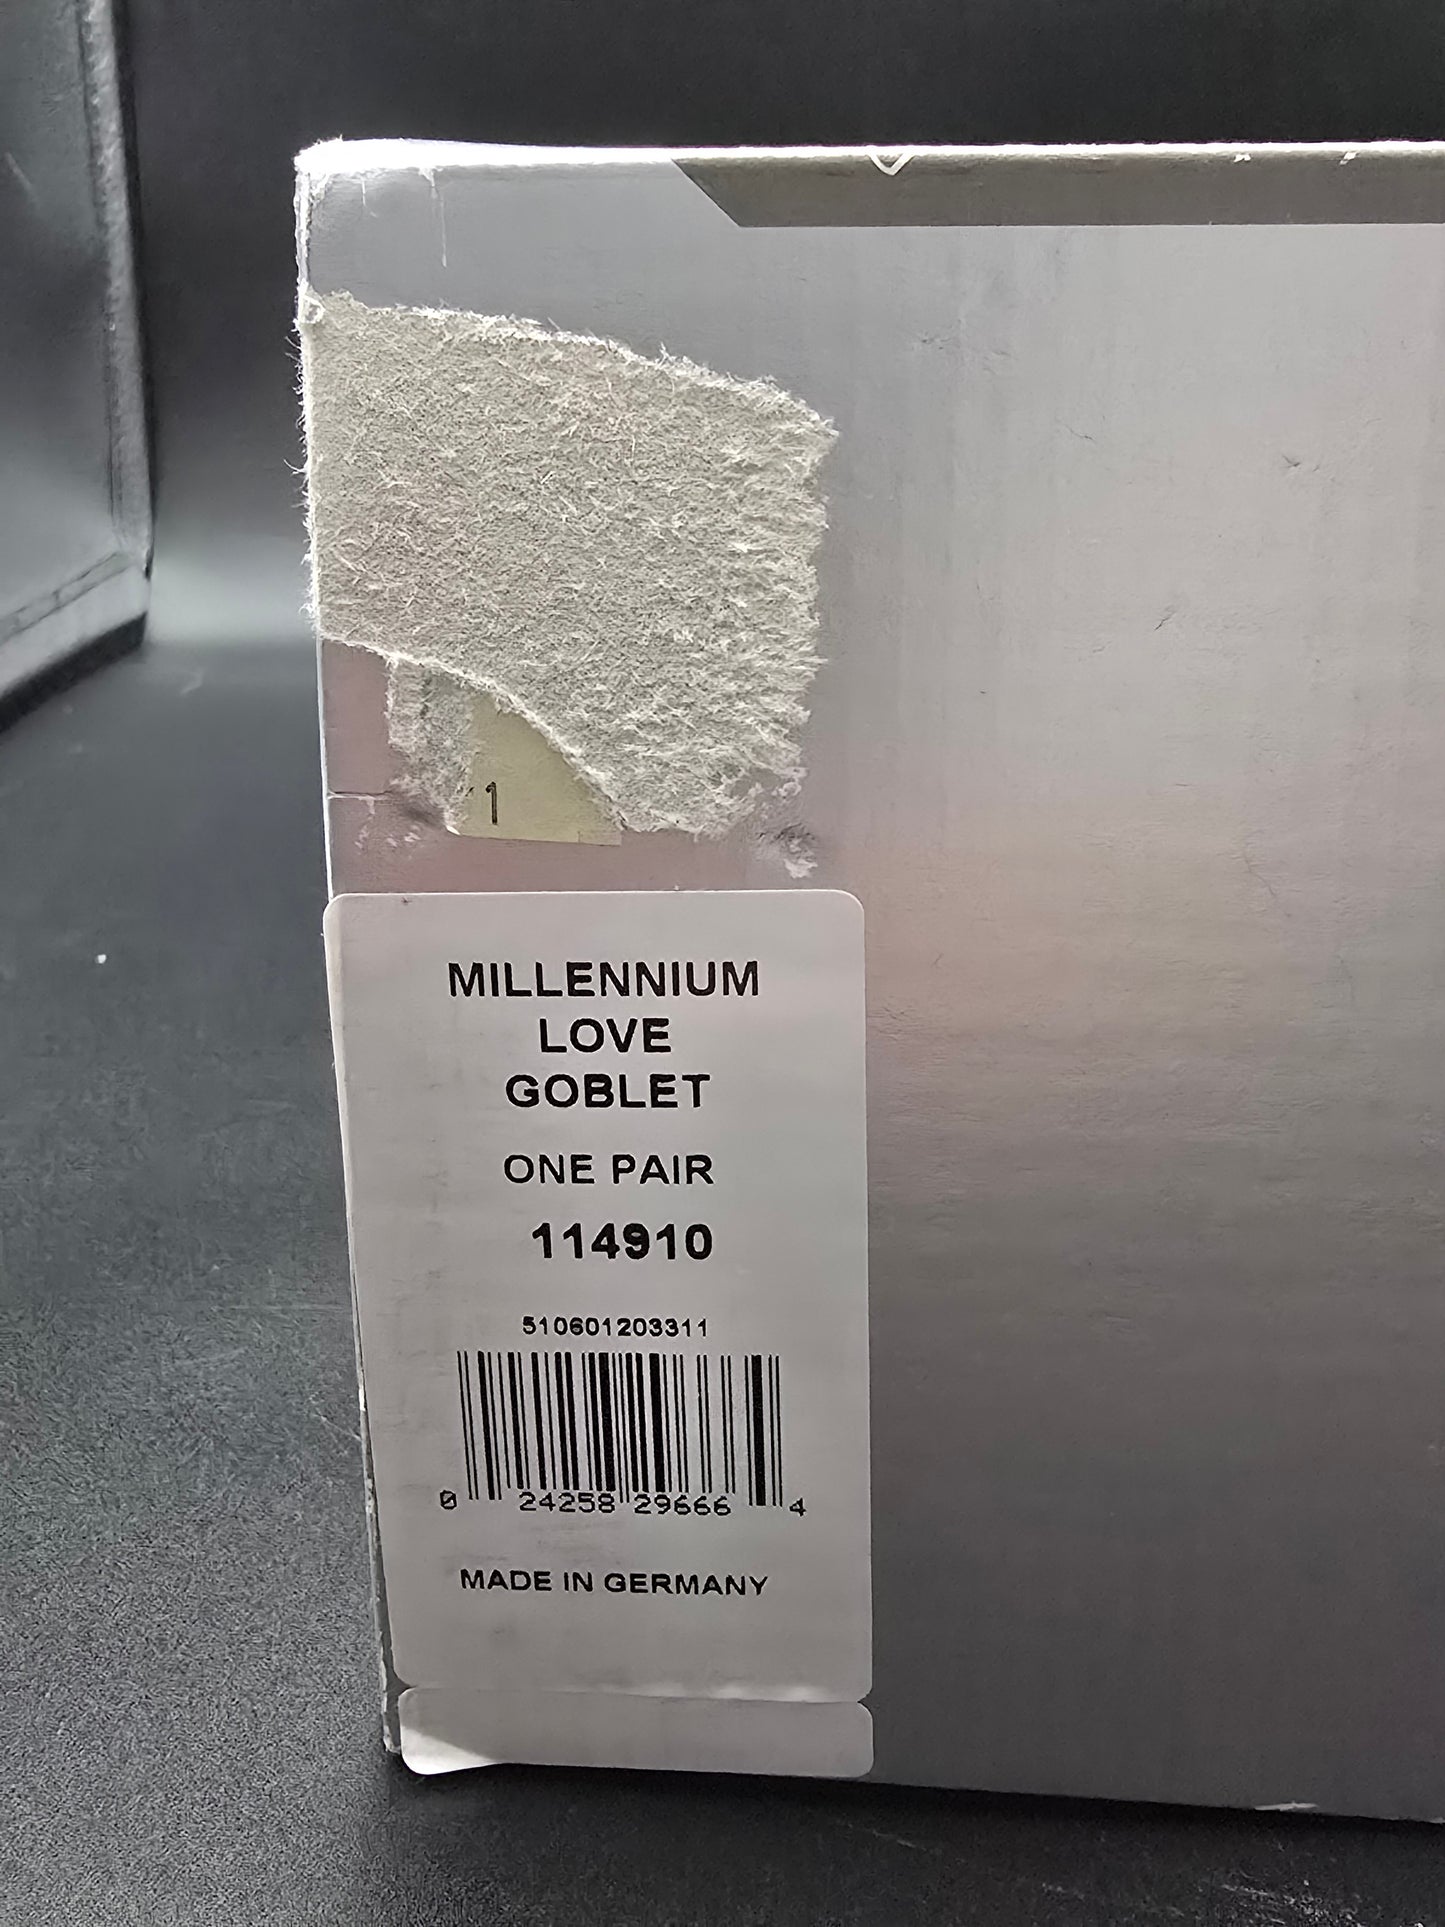 1
MILLENNIUM
LOVE
GOBLET
ONE PAIR
114910
510601203311
0 24258 29666 4
MADE IN GERMANY